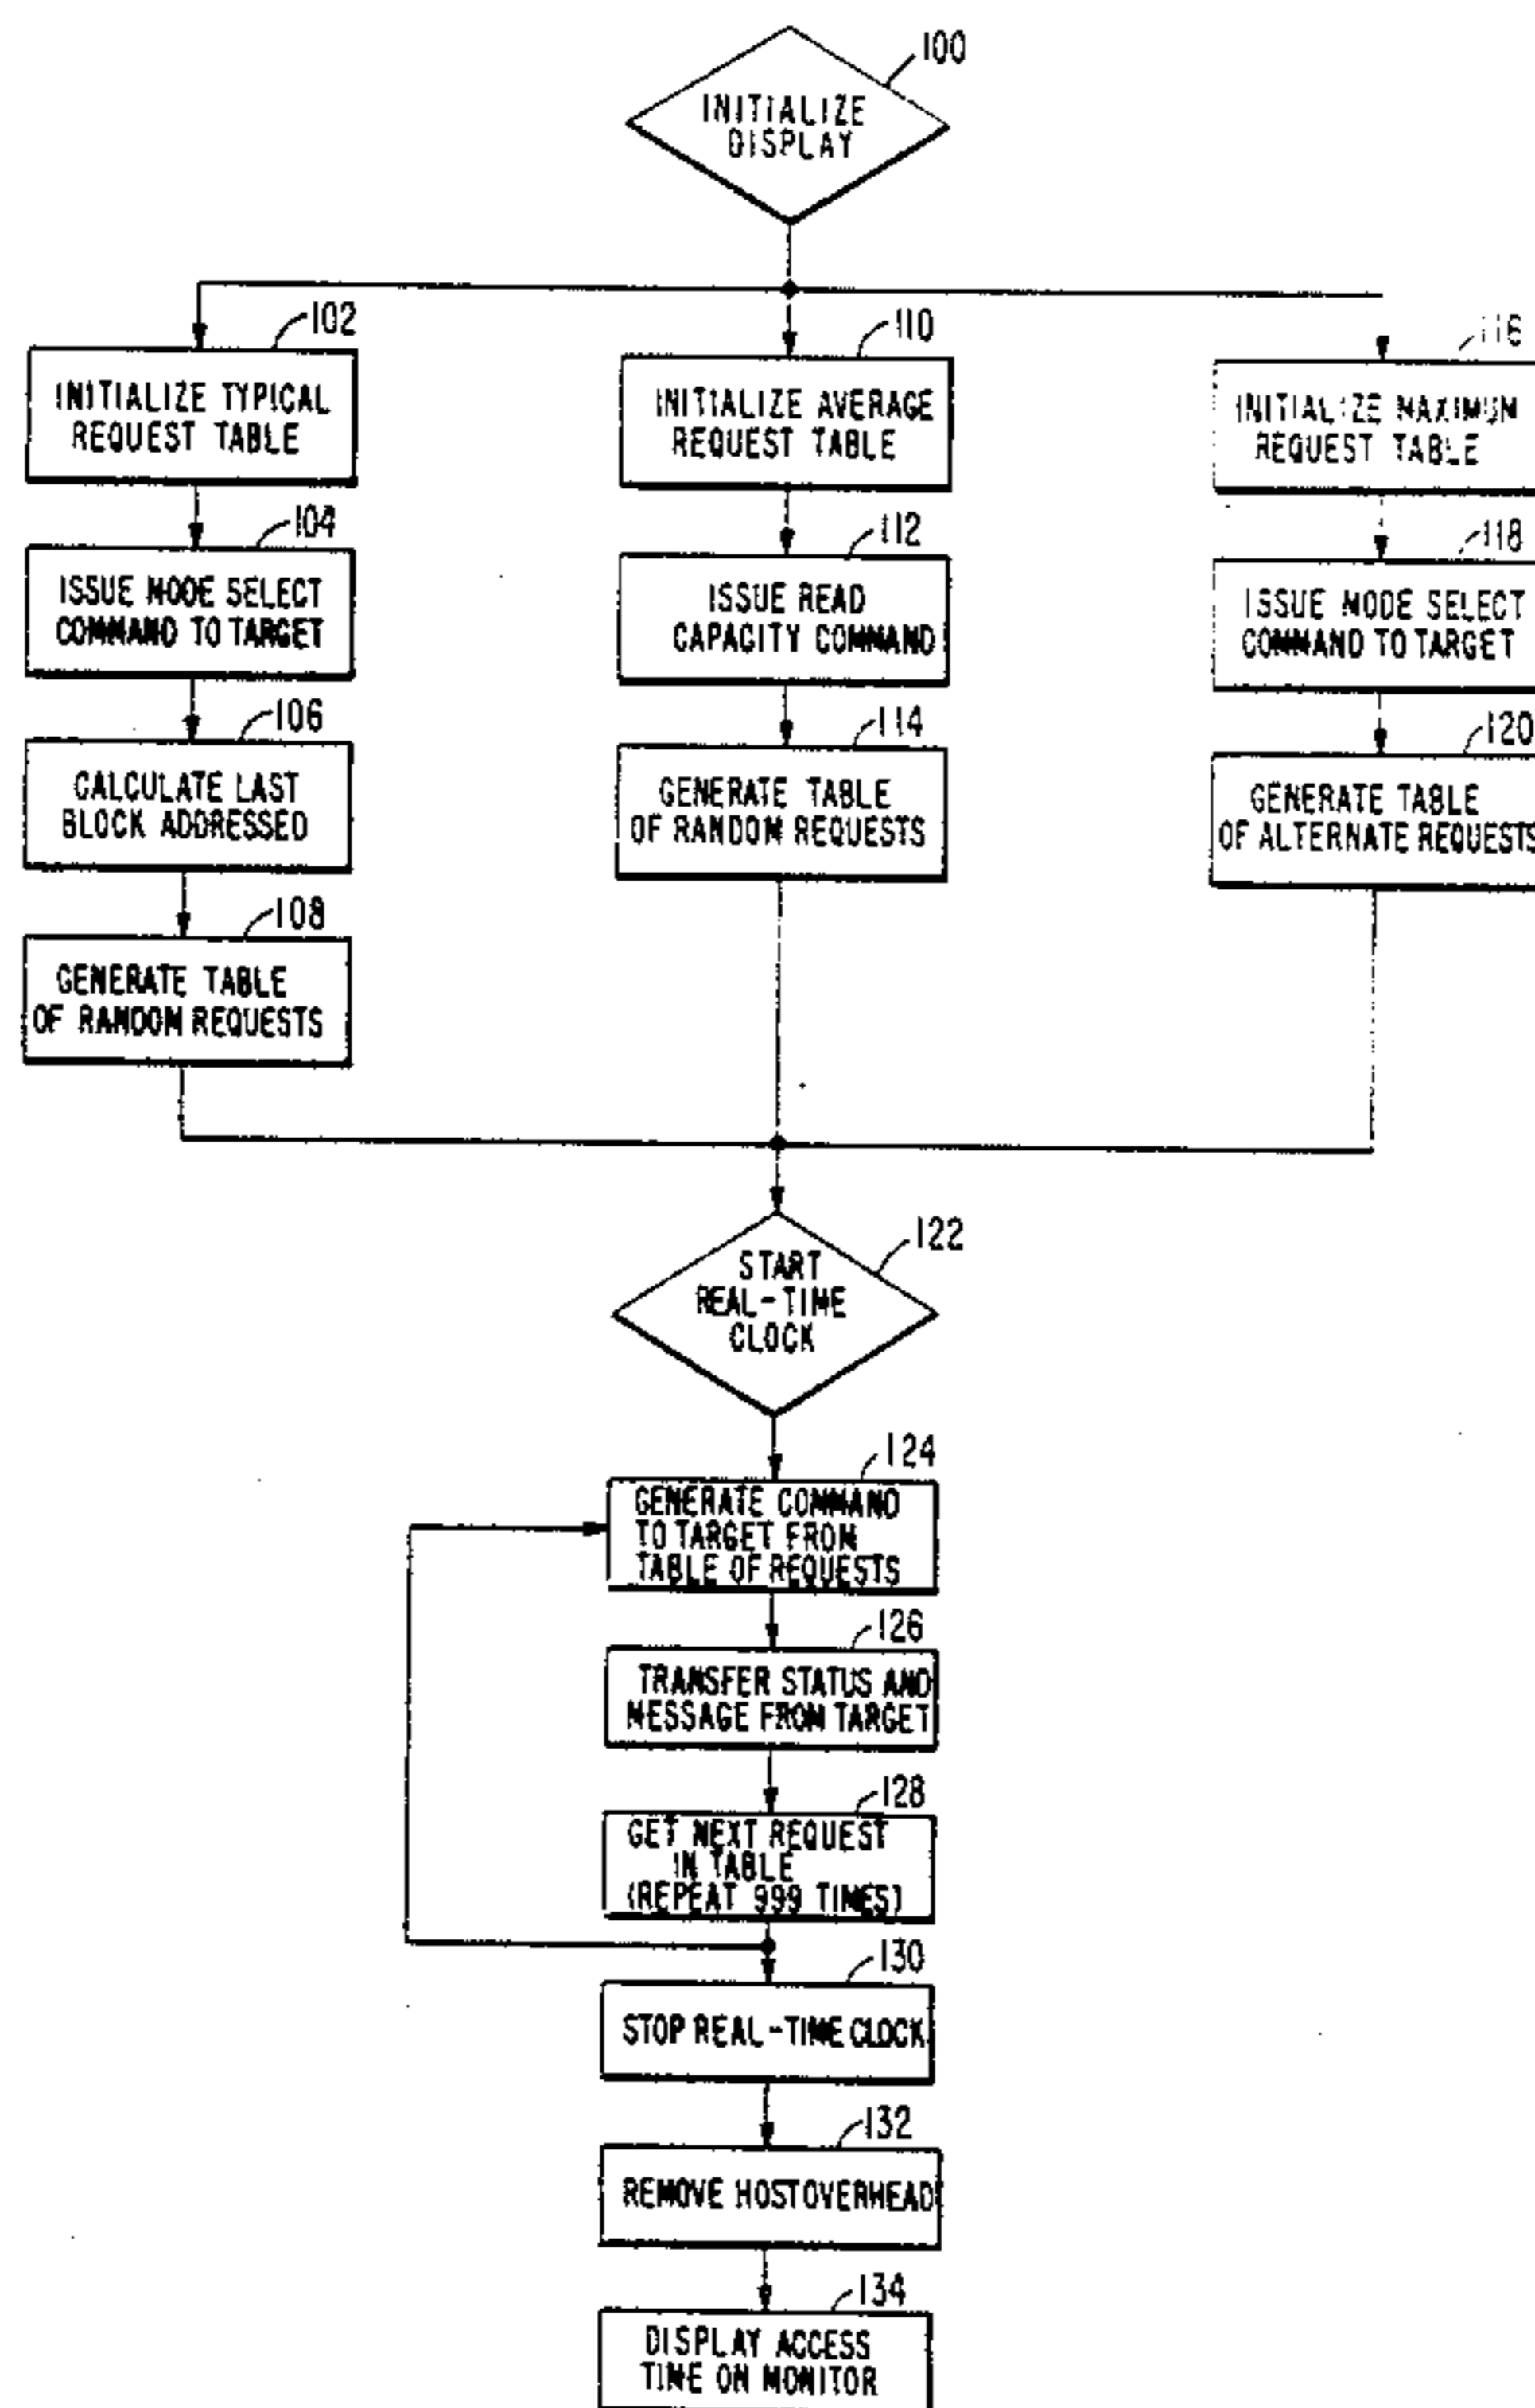 100
INITIALIZE
DISPLAY
102
INITIALIZE TYPICAL
REQUEST TABLE
104
ISSUE MODE SELECT
COMMAND TO TARGET
106
CALCULATE LAST
BLOCK ADDRESSED
108
GENERATE TABLE
OF RANDOM REQUESTS
110
INITIALIZE AVERAGE
REQUEST TABLE
112
ISSUE READ
CAPACITY COMMAND
114
GENERATE TABLE
OF RANDOM REQUESTS
116
INITIALIZE MAXIMUM
REQUEST TABLE
118
ISSUE MODE SELECT
COMMAND TO TARGET
120
GENERATE TABLE
OF ALTERNATE REQUESTS
122
START
REAL-TIME
CLOCK
124
GENERATE COMMAND
TO TARGET FROM
TABLE OF REQUESTS
126
TRANSFER STATUS AND
MESSAGE FROM TARGET
128
GET NEXT REQUEST
IN TABLE
(REPEAT 999 TIMES)
130
STOP REAL-TIME CLOCK
132
REMOVE HOST OVERHEAD
134
DISPLAY ACCESS
TIME ON MONITOR